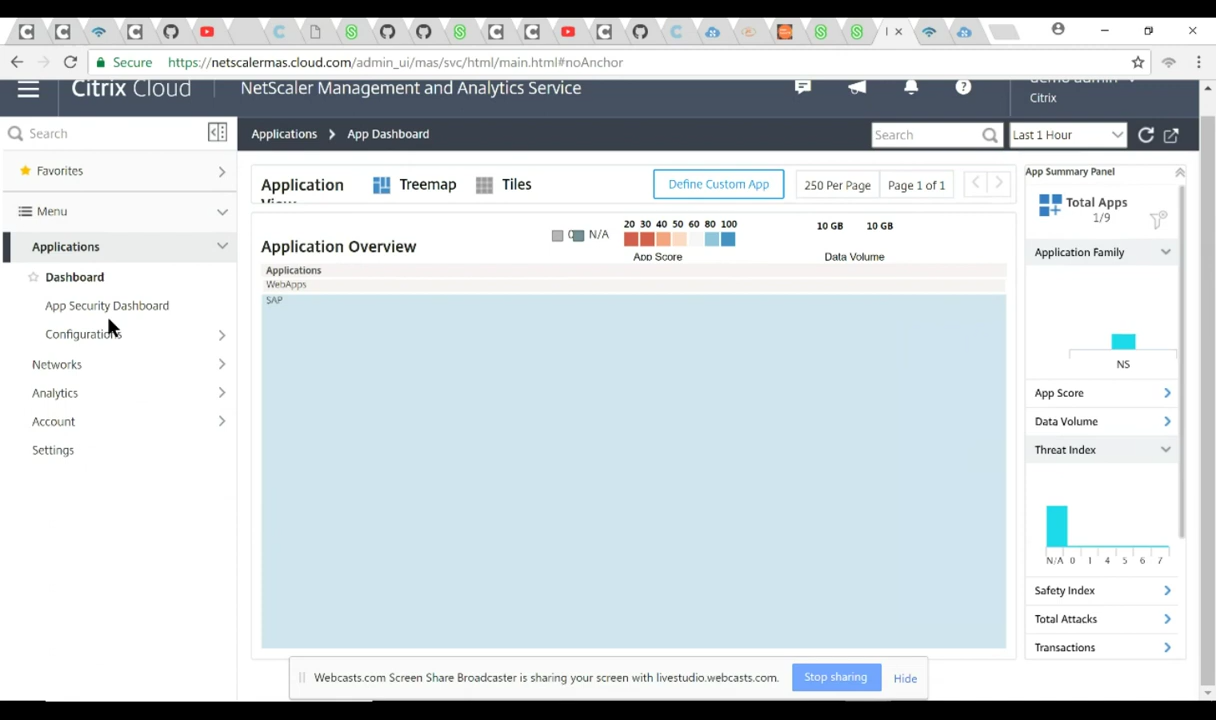 Secure
https://netscalermas.cloud.com/admin_ui/mas/svc/html/main.html#noAnchor
Citrix Cloud
NetScaler Management and Analytics Service
demo admin
Citrix
Search
Applications > App Dashboard
Search
Last 1 Hour
Favorites
Menu
Applications
Dashboard
App Security Dashboard
Configurations
Networks
Analytics
Account
Settings
Application
Treemap
Tiles
Define Custom App
250 Per Page
Page 1 of 1
Application Overview
N/A
20 30 40 50 60 80 100
App Score
10 GB 10 GB
Data Volume
Applications
WebApps
SAP
App Summary Panel
Total Apps
1/9
Application Family
NS
App Score
Data Volume
Threat Index
N/A 0 1 4 5 6 7
Safety Index
Total Attacks
Transactions
Webcasts.com Screen Share Broadcaster is sharing your screen with livestudio.webcasts.com.
Stop sharing
Hide